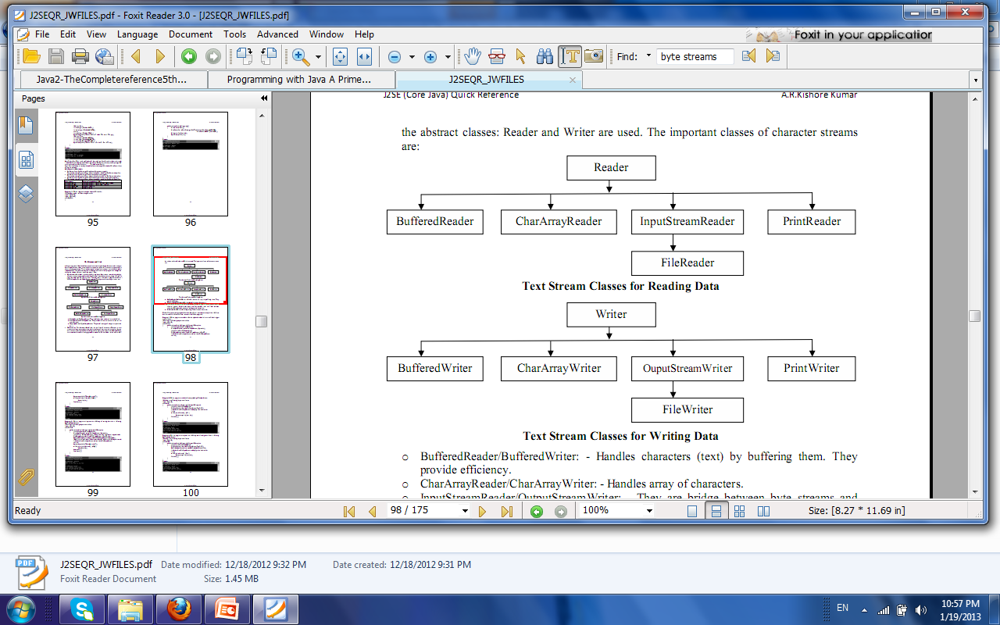 J2SEQR_JWFILES.pdf - Foxit Reader 3.0 - [J2SEQR_JWFILES.pdf]
File Edit View Language Document Tools Advanced Window Help
Foxit in your application
Find: byte streams
Java2-TheCompletereference5th... Programming with Java A Prime... J2SEQR_JWFILES
Pages
95 96
97 98
99 100
J2SE (Core Java) Quick Reference A.R.Kishore Kumar
the abstract classes: Reader and Writer are used. The important classes of character streams
are:
Reader
BufferedReader CharArrayReader InputStreamReader PrintReader
FileReader
Text Stream Classes for Reading Data
Writer
BufferedWriter CharArrayWriter OuputStreamWriter PrintWriter
FileWriter
Text Stream Classes for Writing Data
o BufferedReader/BufferedWriter: - Handles characters (text) by buffering them. They
provide efficiency.
o CharArrayReader/CharArrayWriter: - Handles array of characters.
o InputStreamReader/OutputStreamWriter: - They are bridge between byte streams and
Ready 98 / 175 100% Size: [8.27 * 11.69 in]
PDF
J2SEQR_JWFILES.pdf Date modified: 12/18/2012 9:32 PM Date created: 12/18/2012 9:31 PM
Foxit Reader Document Size: 1.45 MB
EN
10:57 PM
1/19/2013